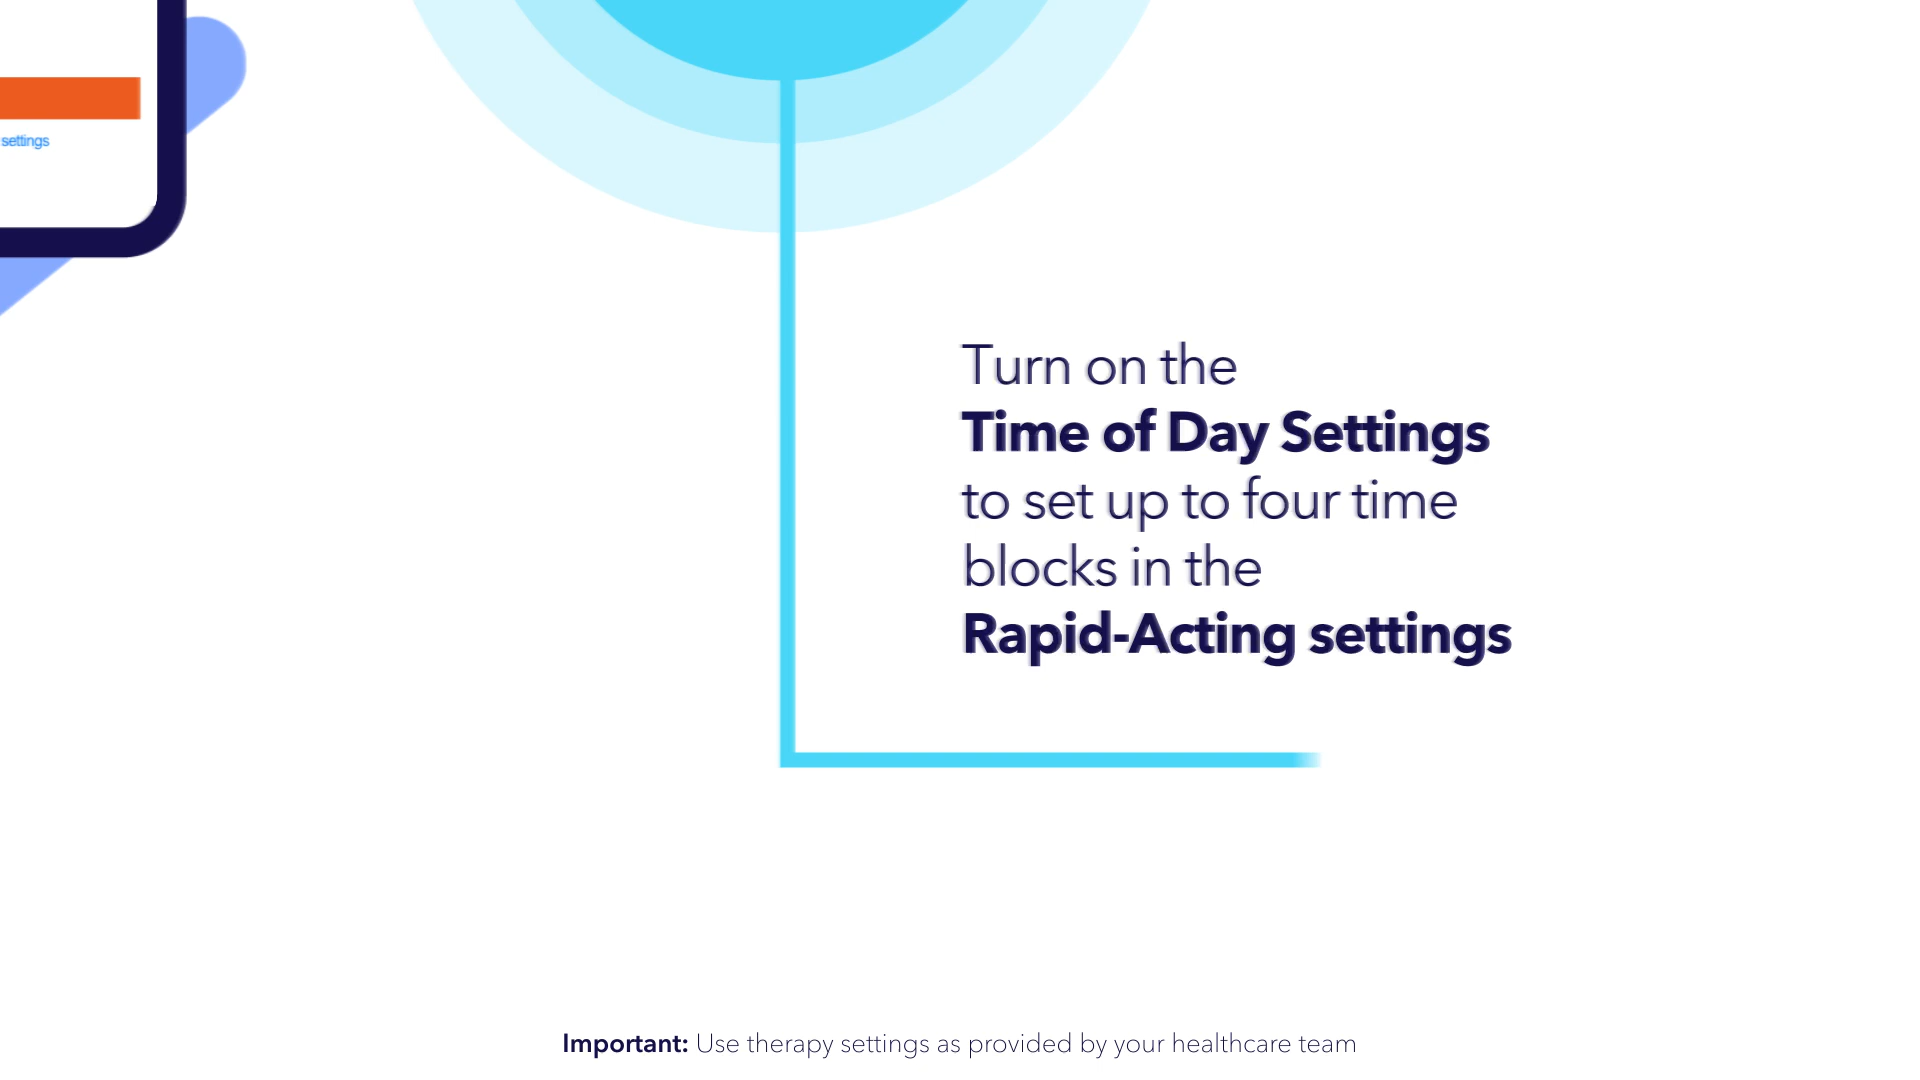 settings
Turn on the
Time of Day Settings
to set up to four time
blocks in the
Rapid-Acting settings
Important: Use therapy settings as provided by your healthcare team